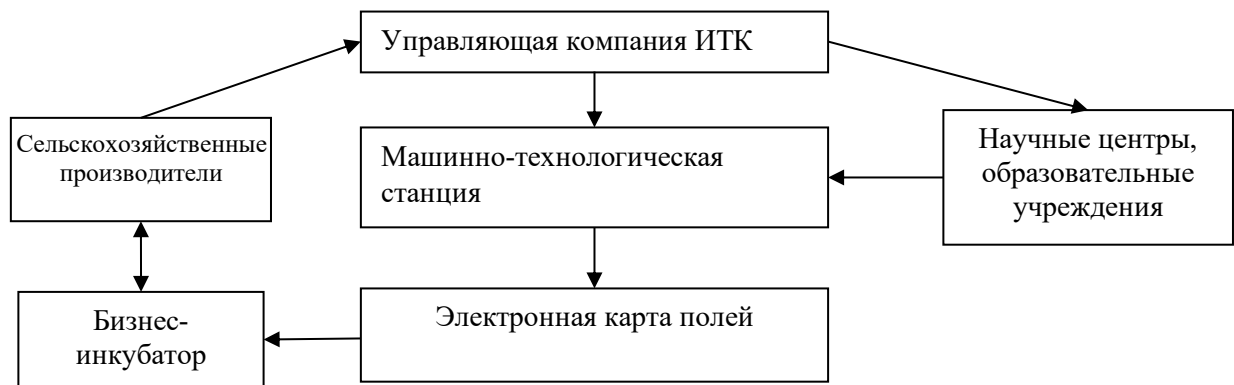 Управляющая компания ИТК
Сельскохозяйственные
производители
Машинно-технологическая
станция
Научные центры,
образовательные
учреждения
Бизнес-
инкубатор
Электронная карта полей